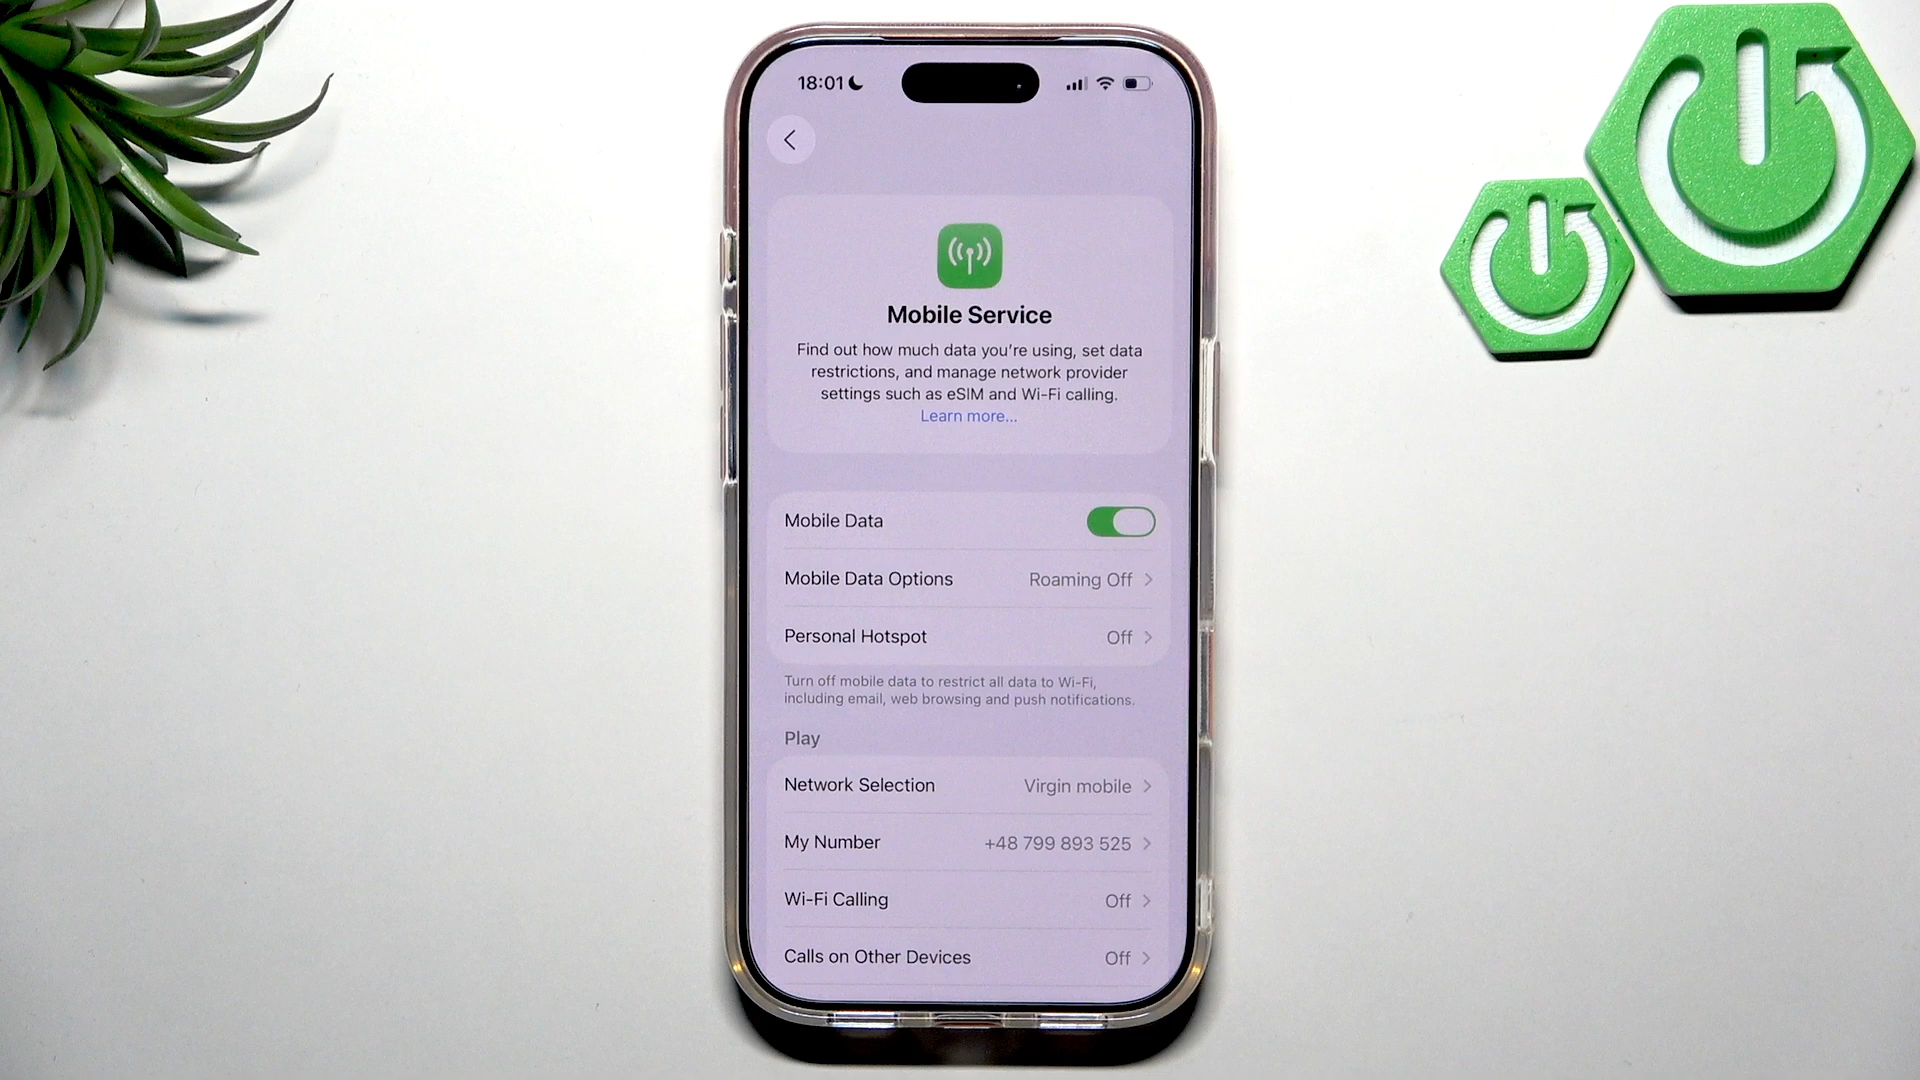 18:01
Mobile Service
Find out how much data you're using, set data
restrictions, and manage network provider
settings such as eSIM and Wi-Fi calling.
Learn more...
Mobile Data
Mobile Data Options Roaming Off
Personal Hotspot Off
Turn off mobile data to restrict all data to Wi-Fi,
including email, web browsing and push notifications.
Play
Network Selection Virgin mobile
My Number +48 799 893 525
Wi-Fi Calling Off
Calls on Other Devices Off